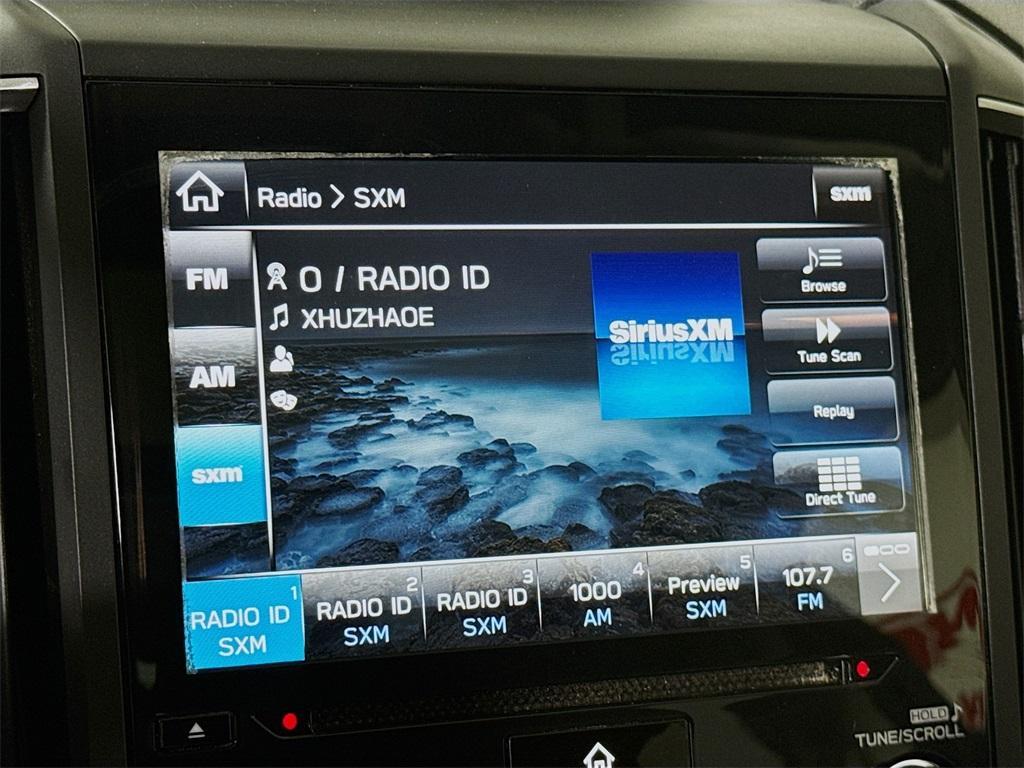 Radio > SXM
sxm
FM
AM
sxm
0 / RADIO ID
XHUZHAOE
SiriusXM
Browse
Tune Scan
Replay
Direct Tune
1
RADIO ID
SXM
2
RADIO ID
SXM
3
RADIO ID
SXM
4
1000
AM
5
Preview
SXM
6
107.7
FM
HOLD
TUNE/SCROLL